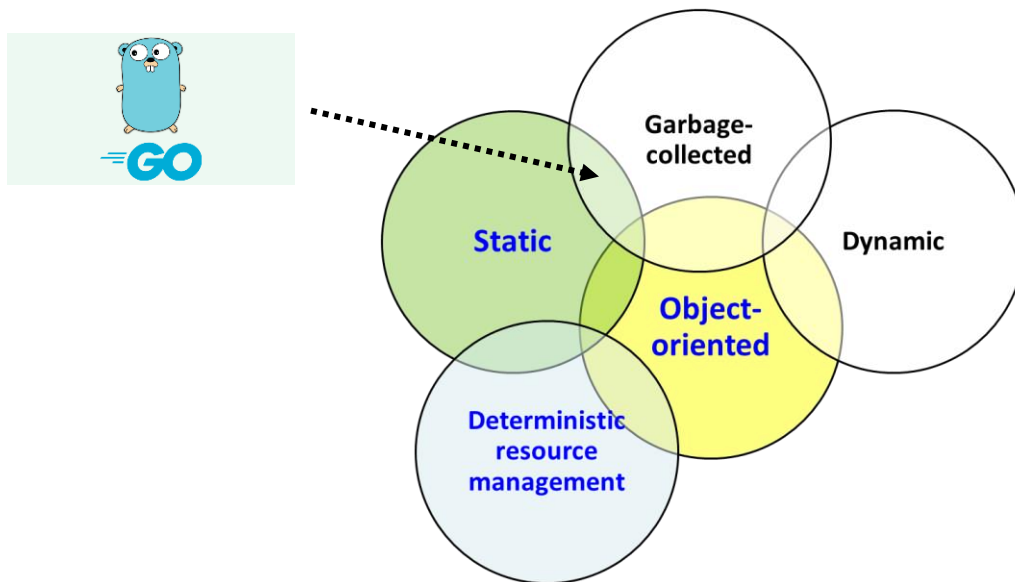 GO
Garbage-
collected
Static
Dynamic
Object-
oriented
Deterministic
resource
management